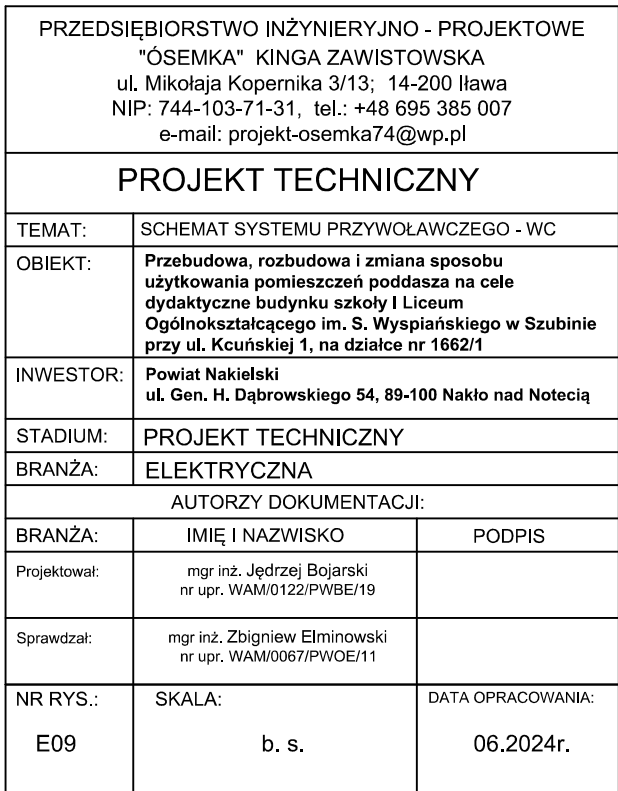 PRZEDSIĘBIORSTWO INŻYNIERYJNO - PROJEKTOWE
"ÓSEMKA" KINGA ZAWISTOWSKA
ul. Mikołaja Kopernika 3/13; 14-200 Iława
NIP: 744-103-71-31, tel.: +48 695 385 007
e-mail: projekt-osemka74@wp.pl
PROJEKT TECHNICZNY
TEMAT: SCHEMAT SYSTEMU PRZYWOŁAWCZEGO - WC
OBIEKT: Przebudowa, rozbudowa i zmiana sposobu
użytkowania pomieszczeń poddasza na cele
dydaktyczne budynku szkoły I Liceum
Ogólnokształcącego im. S. Wyspiańskiego w Szubinie
przy ul. Kcuńskiej 1, na działce nr 1662/1
INWESTOR: Powiat Nakielski
ul. Gen. H. Dąbrowskiego 54, 89-100 Nakło nad Notecią
STADIUM: PROJEKT TECHNICZNY
BRANŻA: ELEKTRYCZNA
AUTORZY DOKUMENTACJI:
BRANŻA: IMIĘ I NAZWISKO PODPIS
Projektował: mgr inż. Jędrzej Bojarski
nr upr. WAM/0122/PWBE/19
Sprawdzał: mgr inż. Zbigniew Elminowski
nr upr. WAM/0067/PWOE/11
NR RYS.: SKALA: DATA OPRACOWANIA:
E09 b. s. 06.2024r.